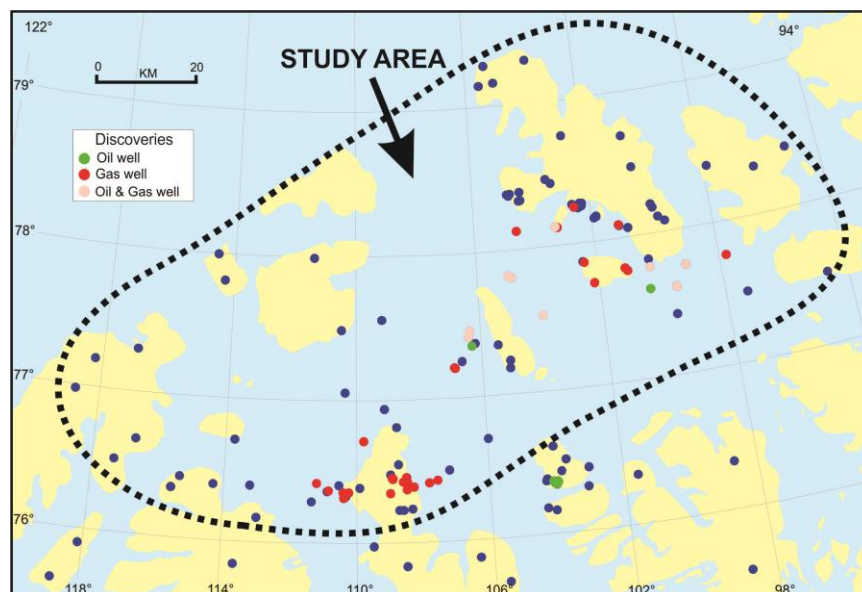 122°
94°
79°
0 20
KM
STUDY AREA
Discoveries
Oil well
Gas well
Oil & Gas well
78°
77°
76°
118°
114°
110°
106°
102°
98°